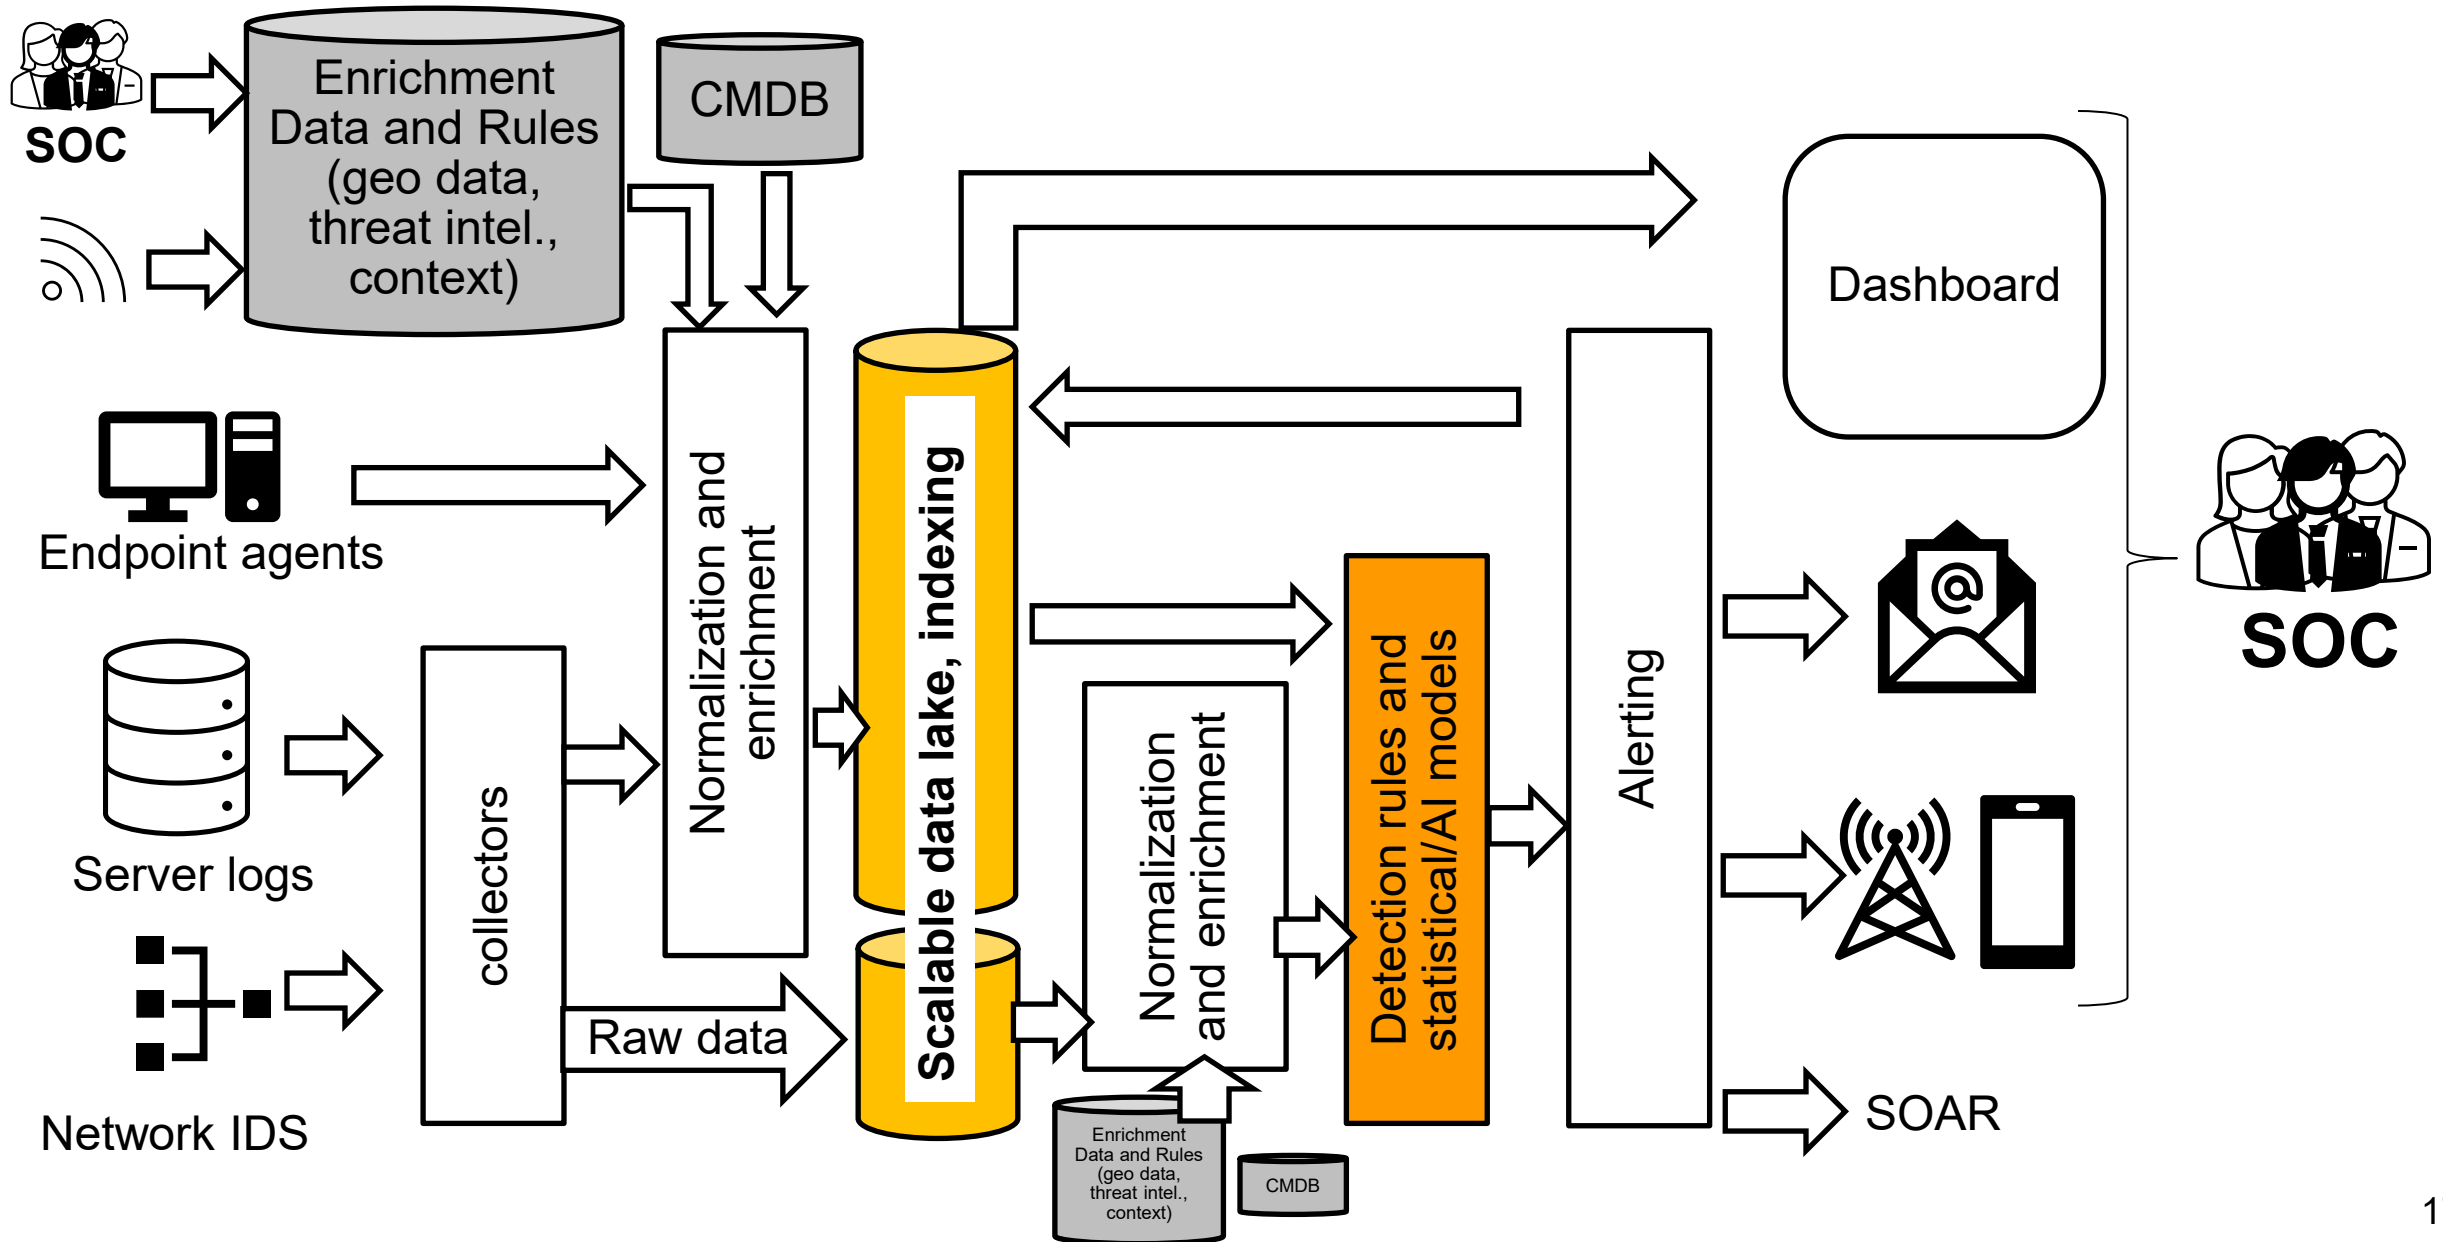 SOC
Enrichment
Data and Rules
(geo data,
threat intel.,
context)
CMDB
Dashboard
Endpoint agents
Server logs
Network IDS
collectors
Raw data
Normalization and
enrichment
Scalable data lake, indexing
Normalization
and enrichment
Enrichment
Data and Rules
(geo data,
threat intel.,
context)
CMDB
Detection rules and
statistical/AI models
Alerting
@
SOAR
SOC
1